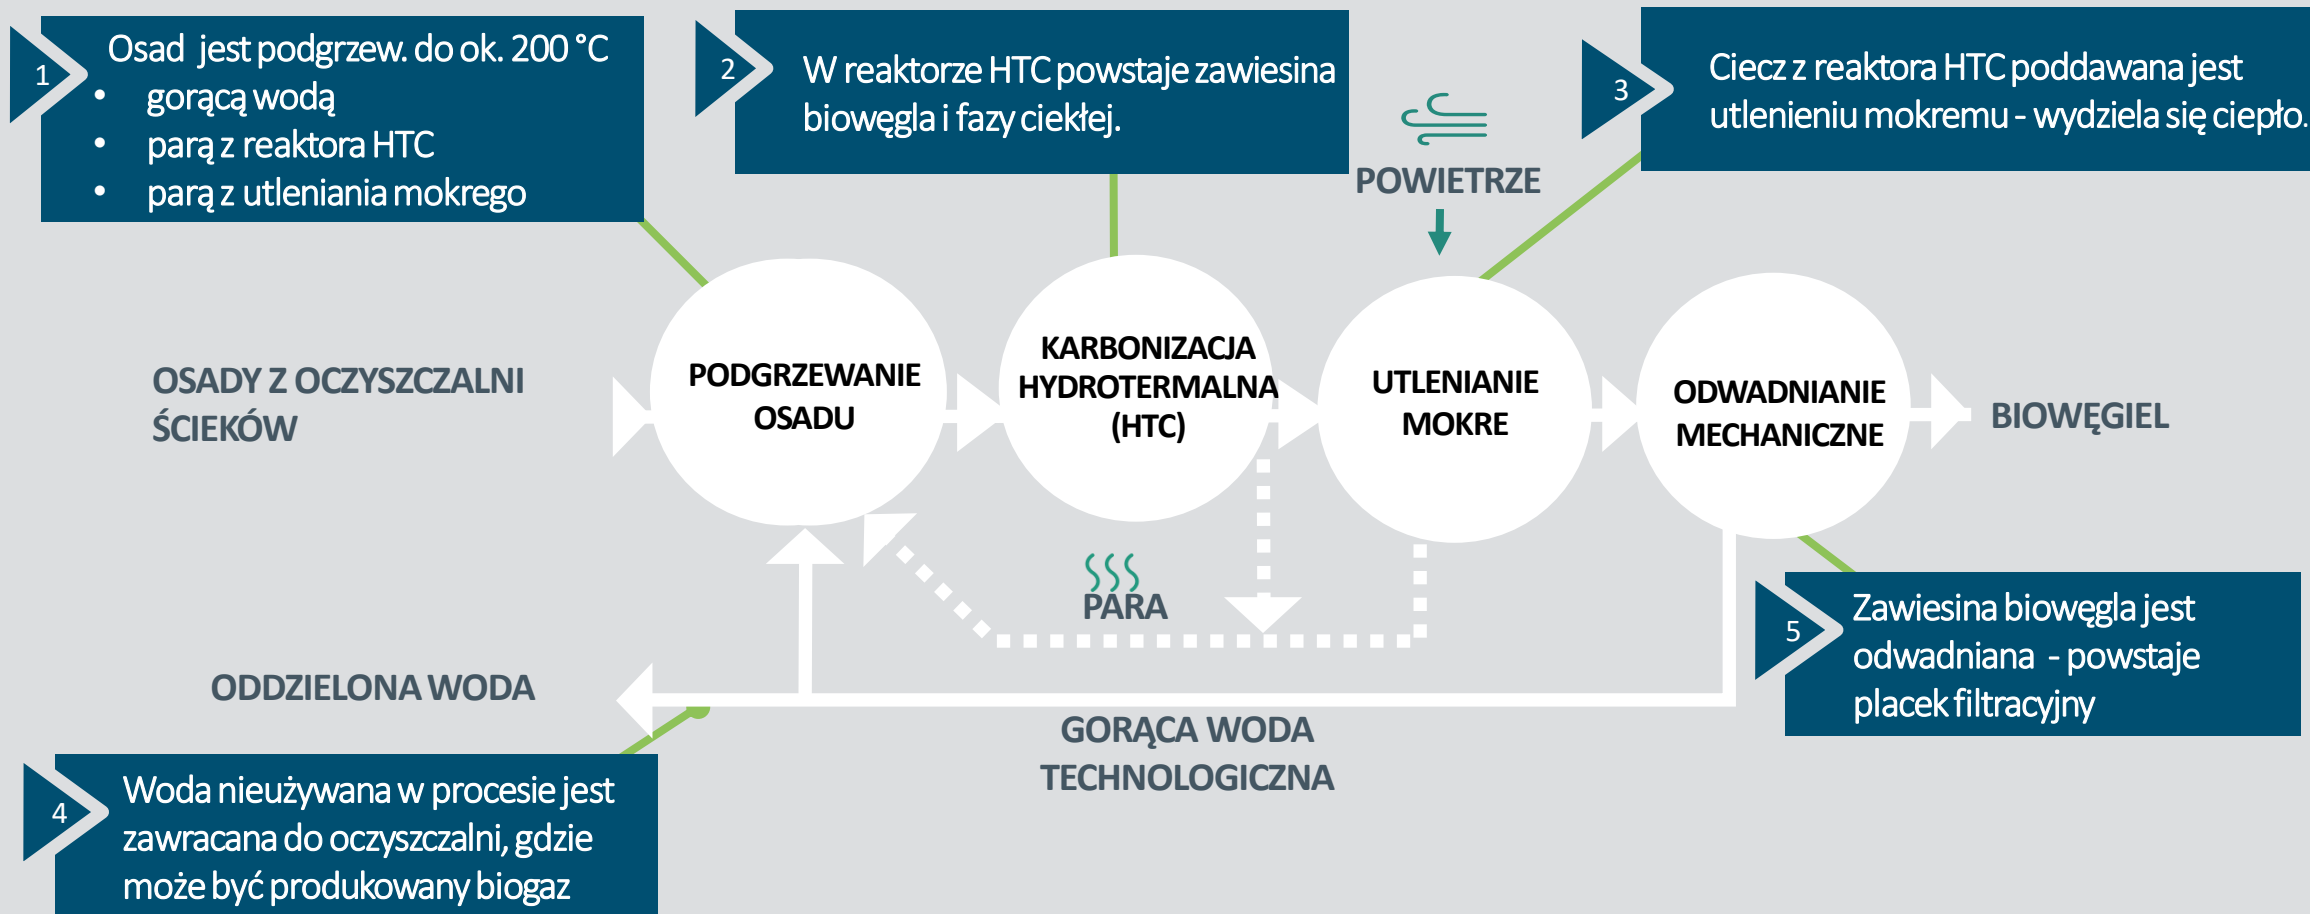 1
Osad jest podgrzew. do ok. 200 °C
• gorącą wodą
• parą z reaktora HTC
• parą z utleniania mokrego
2
W reaktorze HTC powstaje zawiesina
biowęgla i fazy ciekłej.
3
Ciecz z reaktora HTC poddawana jest
utlenieniu mokremu - wydziela się ciepło.
POWIETRZE
OSADY Z OCZYSZCZALNI
ŚCIEKÓW
PODGRZEWANIE
OSADU
KARBONIZACJA
HYDROTERMALNA
(HTC)
UTLENIANIE
MOKRE
ODWADNIANIE
MECHANICZNE
BIOWĘGIEL
PARA
ODDZIELONA WODA
GORĄCA WODA
TECHNOLOGICZNA
4
Woda nieużywana w procesie jest
zawracana do oczyszczalni, gdzie
może być produkowany biogaz
5
Zawiesina biowęgla jest
odwadniana - powstaje
placek filtracyjny